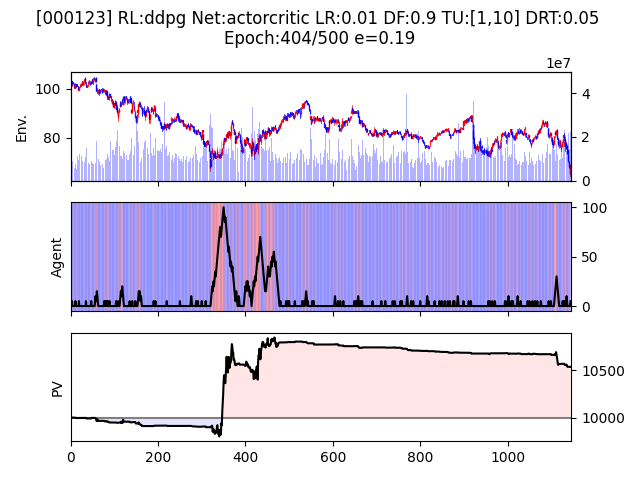 [000123] RL:ddpg Net:actorcritic LR:0.01 DF:0.9 TU:[1,10] DRT:0.05
Epoch:404/500 e=0.19
1e7
Env.
100
80
4
2
0
Agent
100
50
0
PV
10500
10000
0
200
400
600
800
1000